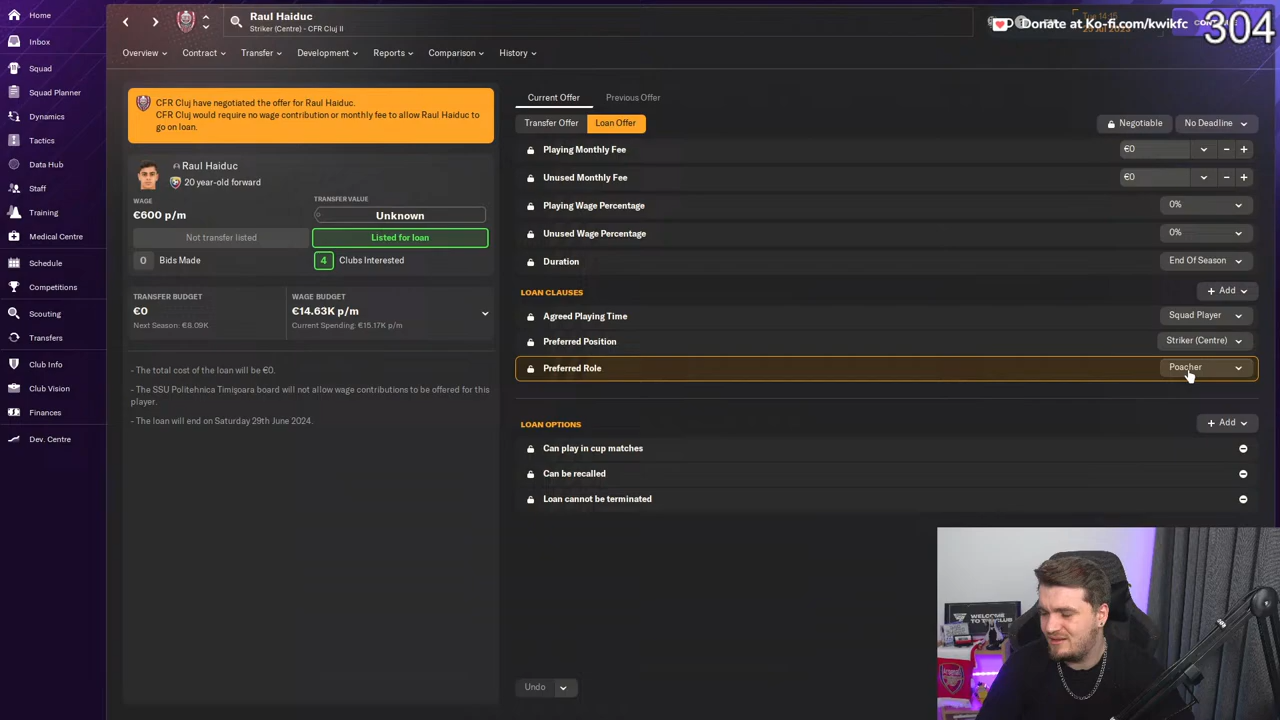 Home
Inbox
Squad
Squad Planner
Dynamics
Tactics
Data Hub
Staff
Training
Medical Centre
Schedule
Competitions
Scouting
Transfers
Club Info
Club Vision
Finances
Dev. Centre
Raul Haiduc
Striker (Centre) - CFR Cluj II
Donate at Ko-fi.com/kwikfc
304
Overview
Contract
Transfer
Development
Reports
Comparison
History
CFR Cluj have negotiated the offer for Raul Haiduc.
CFR Cluj would require no wage contribution or monthly fee to allow Raul Haiduc to
go on loan.
Raul Haiduc
20 year-old forward
WAGE
€600 p/m
TRANSFER VALUE
Unknown
Not transfer listed
Listed for loan
0 Bids Made
4 Clubs Interested
TRANSFER BUDGET
€0
Next Season: €8.09K
WAGE BUDGET
€14.63K p/m
Current Spending: €15.17K p/m
- The total cost of the loan will be €0.
- The SSU Politehnica Timişoara board will not allow wage contributions to be offered for this
player.
- The loan will end on Saturday 29th June 2024.
Current Offer
Previous Offer
Transfer Offer
Loan Offer
Negotiable
No Deadline
Playing Monthly Fee
€0
Unused Monthly Fee
€0
Playing Wage Percentage
0%
Unused Wage Percentage
0%
Duration
End Of Season
LOAN CLAUSES
+ Add
Agreed Playing Time
Squad Player
Preferred Position
Striker (Centre)
Preferred Role
Poacher
LOAN OPTIONS
+ Add
Can play in cup matches
Can be recalled
Loan cannot be terminated
Undo
Arsenal